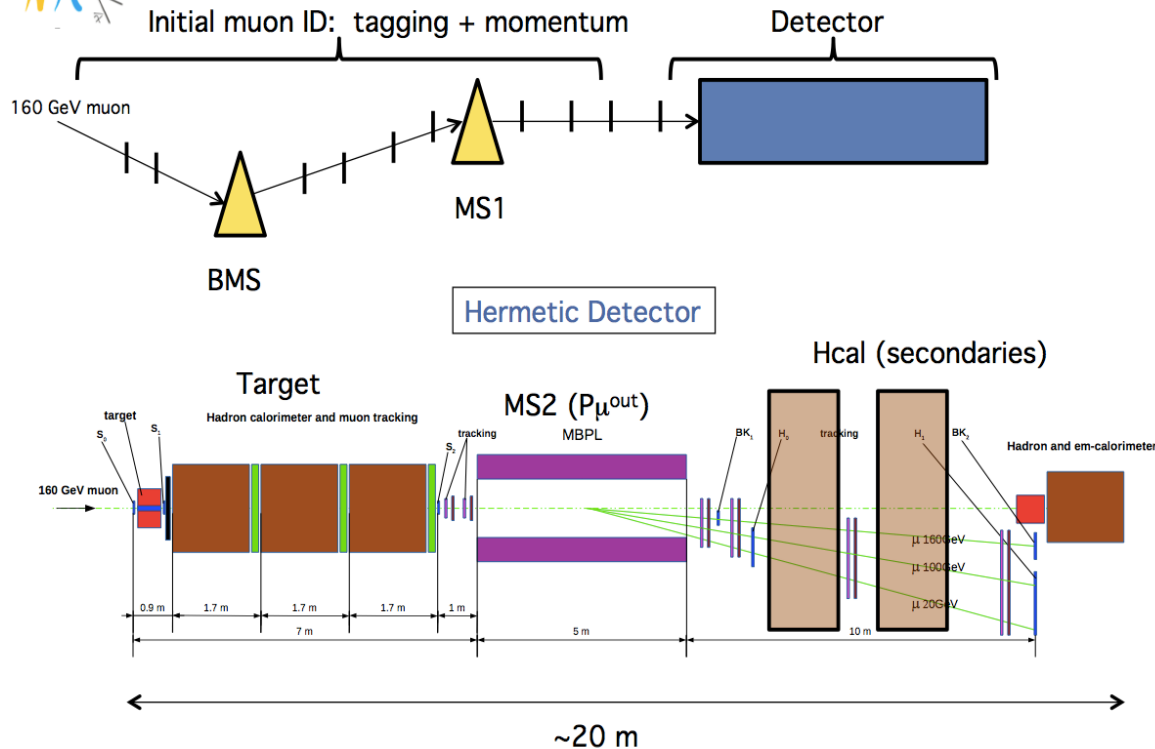 Initial muon ID: tagging + momentum
Detector
160 GeV muon
MS1
BMS
Hermetic Detector
Hcal (secondaries)
Target
MS2 (Pμout)
target
Hadron calorimeter and muon tracking
MBPL
S0
S1
S2
tracking
BK1
H0
tracking
H1
BK2
Hadron and em-calorimeter
160 GeV muon
μ 160GeV
μ 100GeV
μ 20GeV
0.9 m
1.7 m
1.7 m
1.7 m
1 m
7 m
5 m
10 m
~20 m